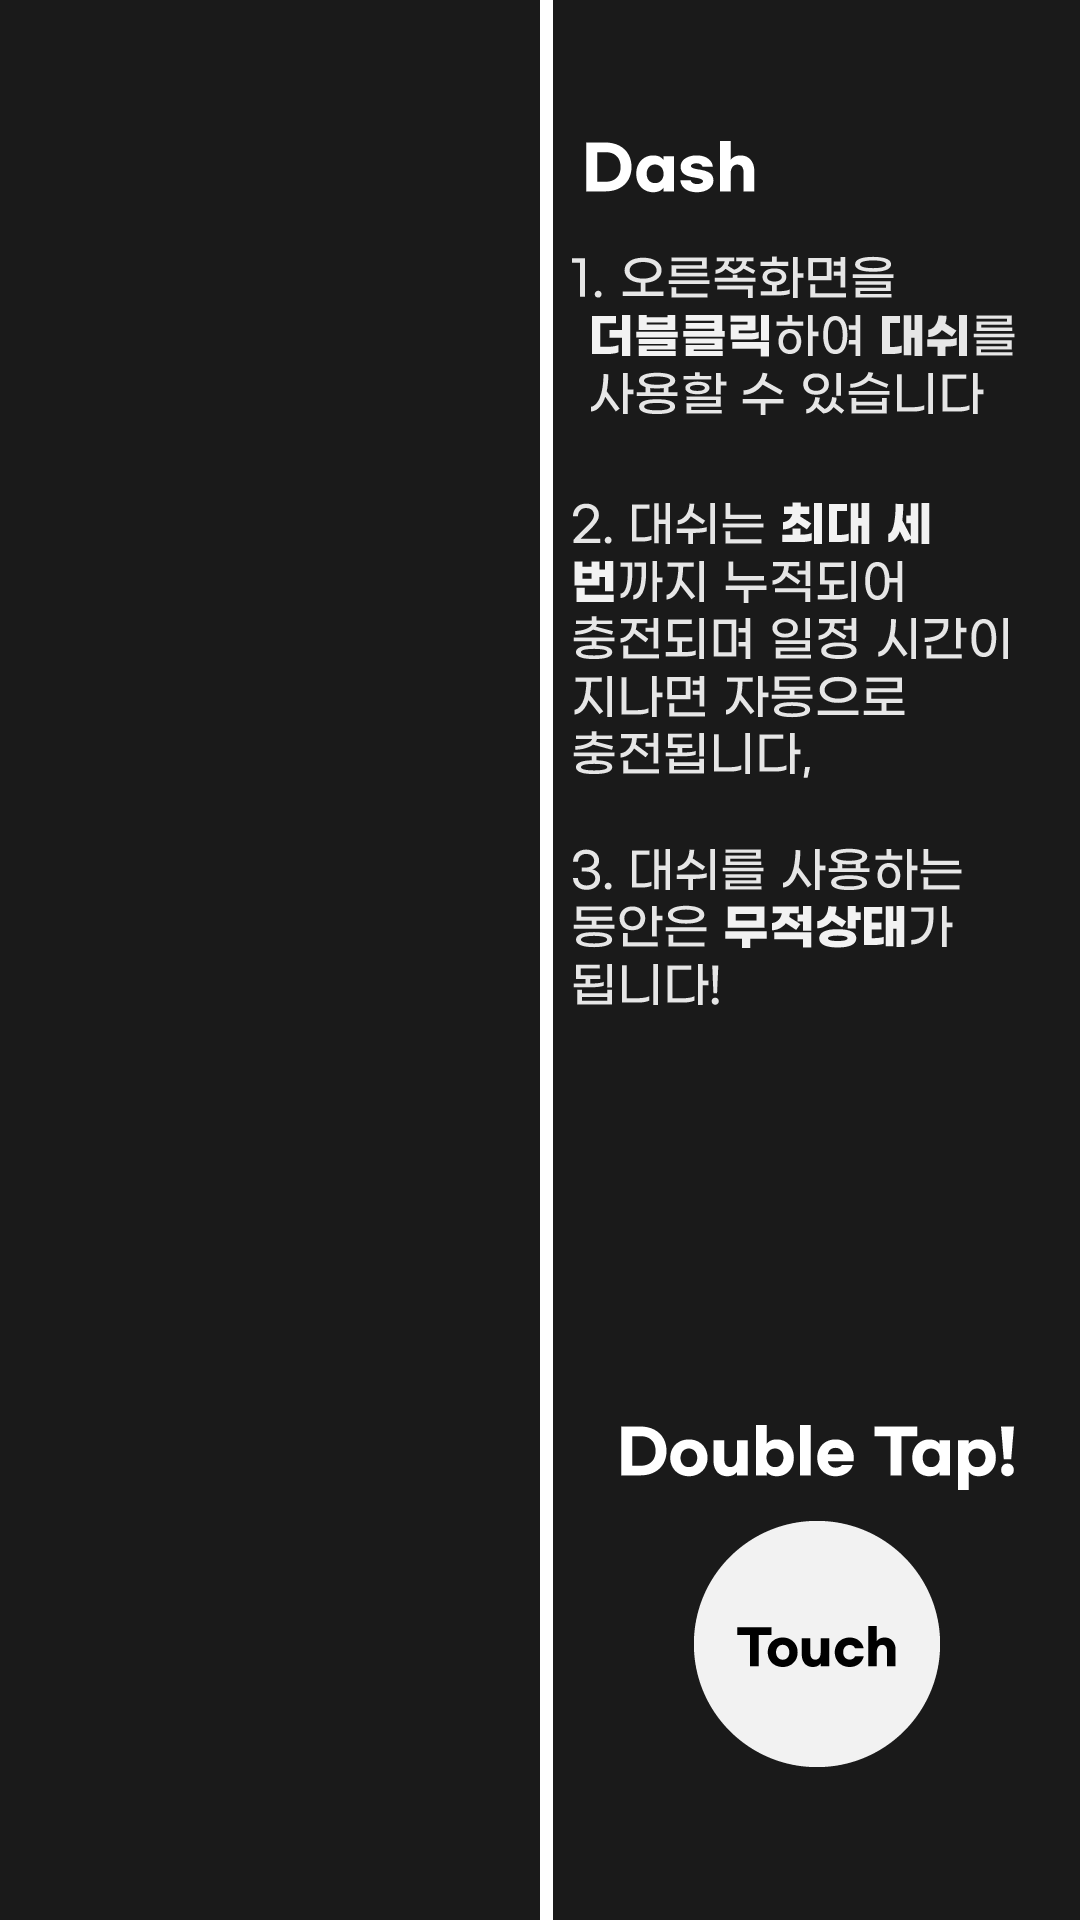 Dash
1. 오른쪽화면을
더블클릭하여 대쉬를
사용할 수 있습니다
2. 대쉬는 최대 세
번까지 누적되어
충전되며 일정 시간이
지나면 자동으로
충전됩니다,
3. 대쉬를 사용하는
동안은 무적상태가
됩니다!
Double Tap!
Touch